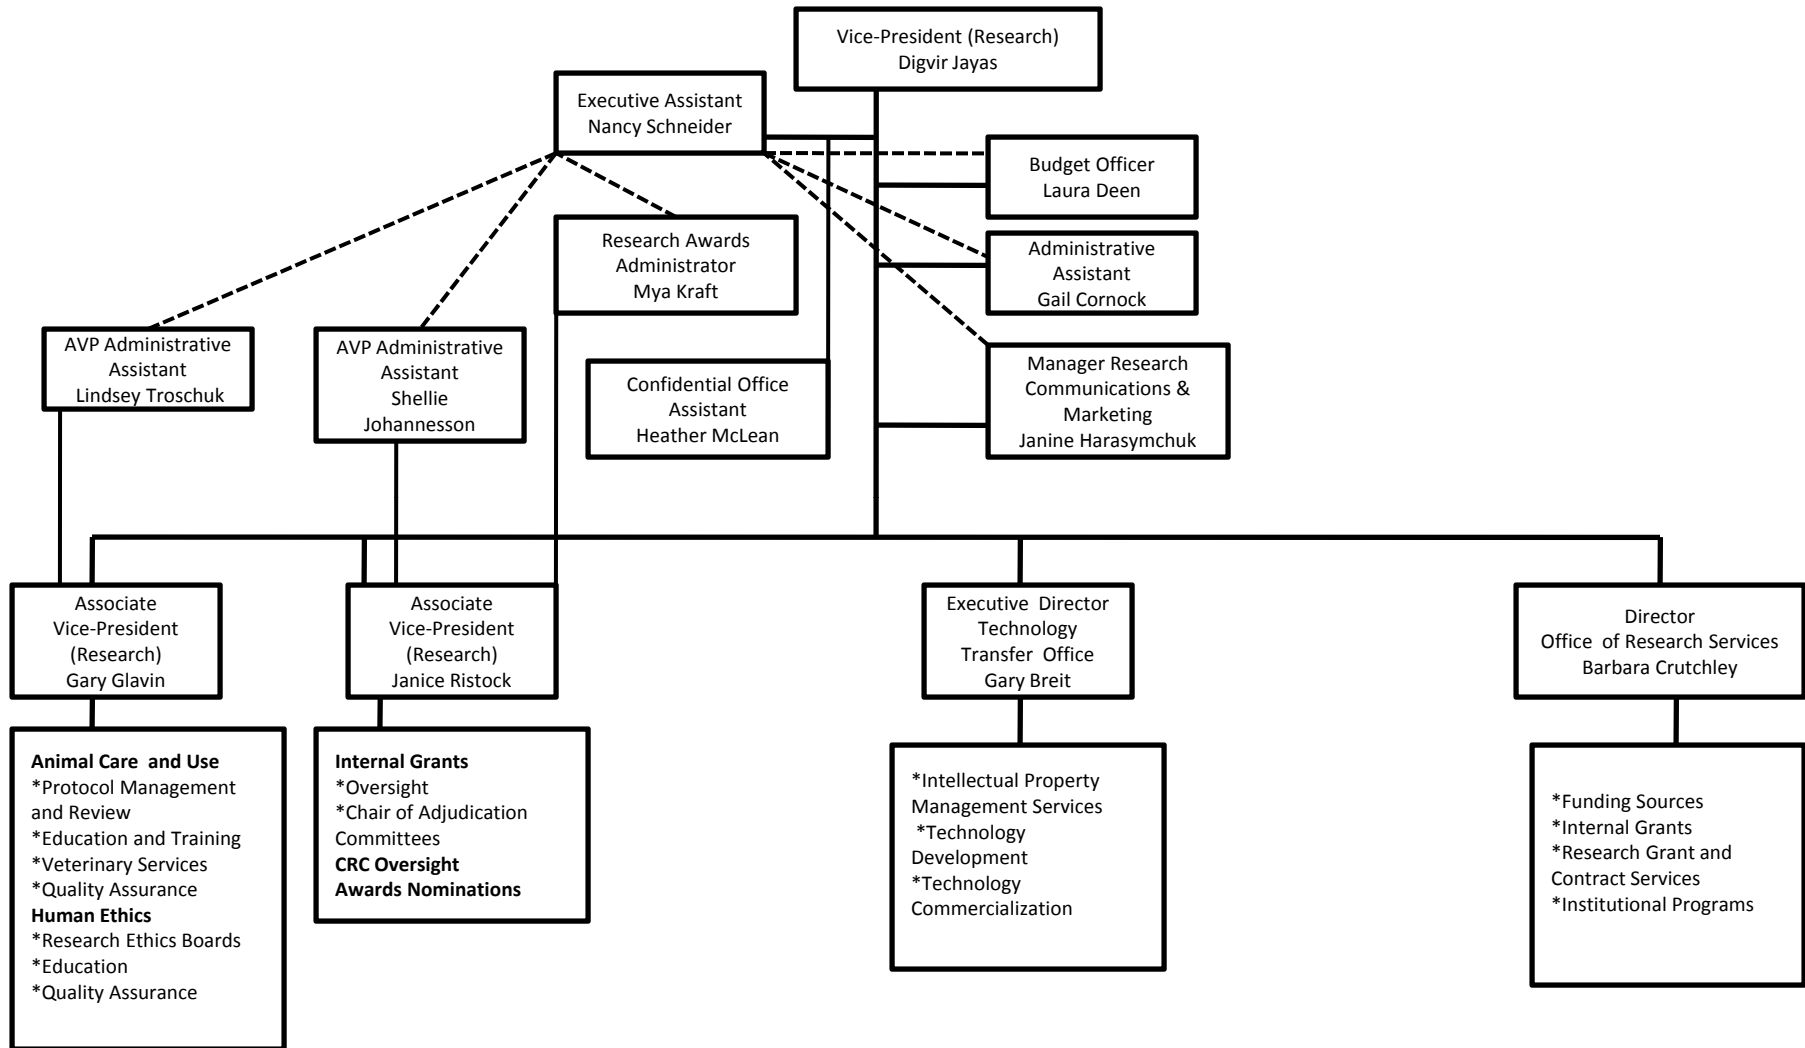 Vice-President (Research)
Digvir Jayas
Executive Assistant
Nancy Schneider
Budget Officer
Laura Deen
Research Awards
Administrator
Mya Kraft
Administrative
Assistant
Gail Cornock
AVP Administrative
Assistant
Lindsey Troschuk
AVP Administrative
Assistant
Shellie
Johannesson
Confidential Office
Assistant
Heather McLean
Manager Research
Communications &
Marketing
Janine Harasymchuk
Associate
Vice-President
(Research)
Gary Glavin
Associate
Vice-President
(Research)
Janice Ristock
Executive Director
Technology
Transfer Office
Gary Breit
Director
Office of Research Services
Barbara Crutchley
Animal Care and Use
*Protocol Management
and Review
*Education and Training
*Veterinary Services
*Quality Assurance
Human Ethics
*Research Ethics Boards
*Education
*Quality Assurance
Internal Grants
*Oversight
*Chair of Adjudication
Committees
CRC Oversight
Awards Nominations
*Intellectual Property
Management Services
*Technology
Development
*Technology
Commercialization
*Funding Sources
*Internal Grants
*Research Grant and
Contract Services
*Institutional Programs